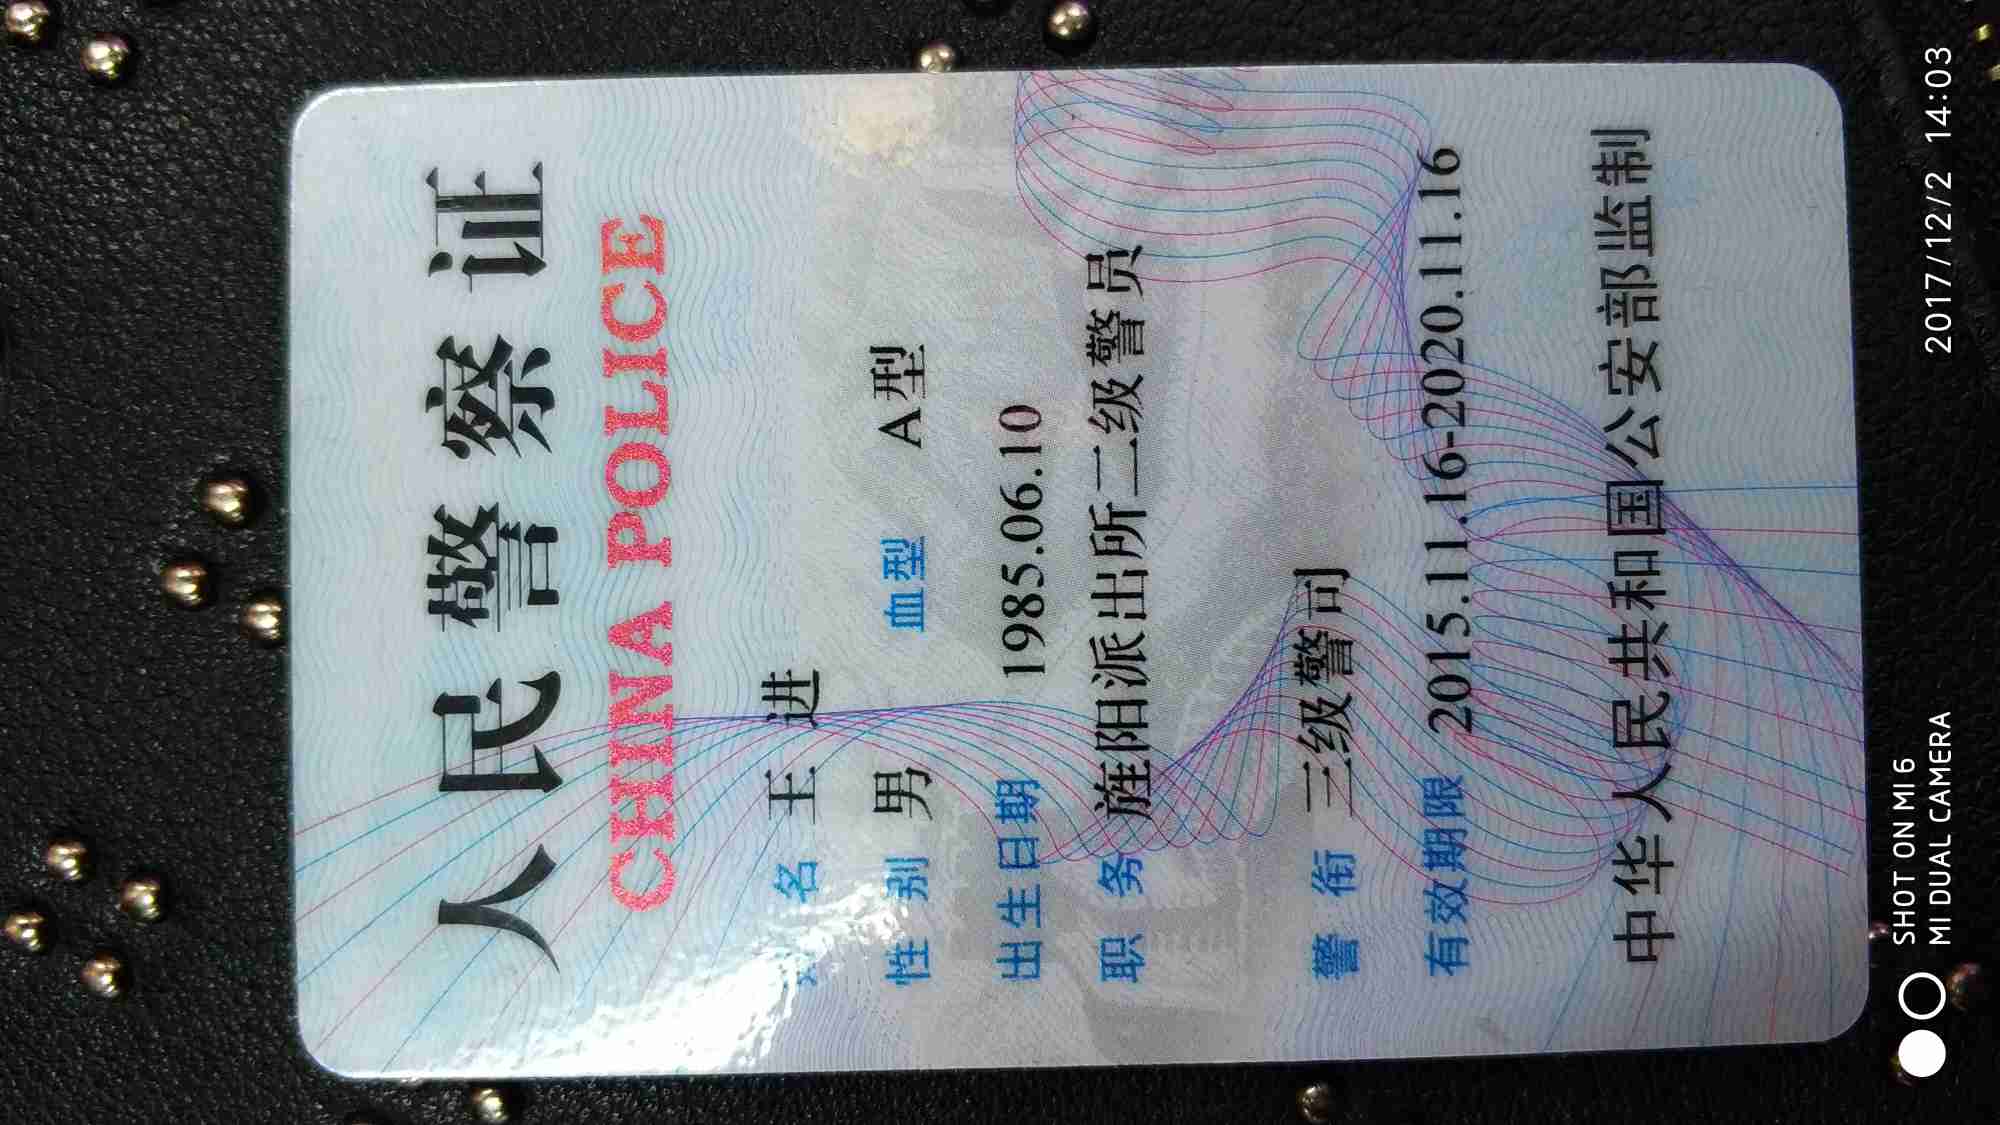 人民警察证
CHINA POLICE
姓名 王进
性别 男 血型 A型
出生日期 1985.06.10
职务 旌阳派出所二级警员
警衔 三级警司
有效期限 2015.11.16-2020.11.16
中华人民共和国公安部监制
SHOT ON MI 6
MI DUAL CAMERA
2017/12/2 14:03